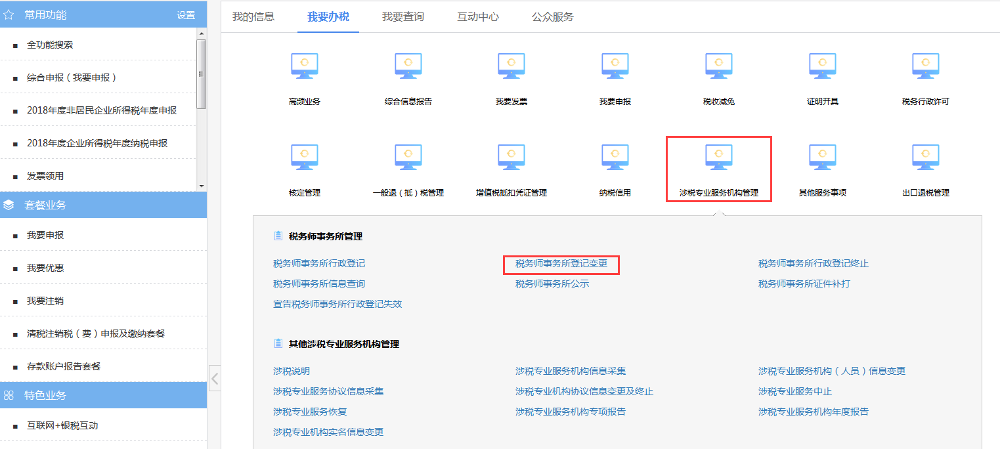 常用功能 设置
全功能搜索
综合申报（我要申报）
2018年度非居民企业所得税年度申报
2018年度企业所得税年度纳税申报
发票领用
套餐业务
我要申报
我要优惠
我要注销
清税注销税（费）申报及缴纳套餐
存款账户报告套餐
特色业务
互联网+银税互动
我的信息 我要办税 我要查询 互动中心 公众服务
高频业务 综合信息报告 我要发票 我要申报 税收减免 证明开具 税务行政许可
核定管理 一般退（抵）税管理 增值税抵扣凭证管理 纳税信用 涉税专业服务机构管理 其他服务事项 出口退税管理
税务师事务所管理
税务师事务所行政登记 税务师事务所登记变更 税务师事务所行政登记终止
税务师事务所信息查询 税务师事务所公示 税务师事务所证件补打
宣告税务师事务所行政登记失效
其他涉税专业服务机构管理
涉税说明 涉税专业服务机构信息采集 涉税专业服务机构（人员）信息变更
涉税专业服务协议信息采集 涉税专业机构协议信息变更及终止 涉税专业服务中止
涉税专业服务恢复 涉税专业服务机构专项报告 涉税专业服务机构年度报告
涉税专业机构实名信息变更